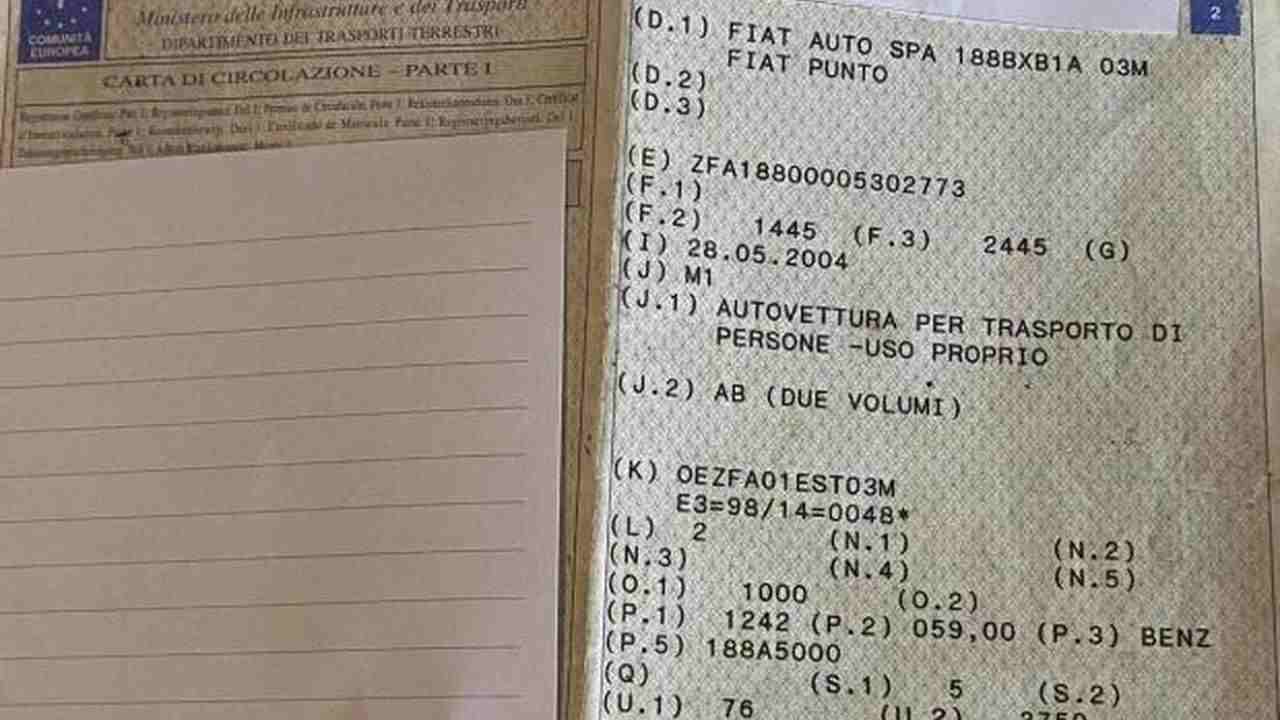 COMUNITÀ
EUROPEA
Ministero delle Infrastrutture e dei Trasporti
DIPARTIMENTO DEI TRASPORTI TERRESTRI
CARTA DI CIRCOLAZIONE – PARTE I
2
(D.1) FIAT AUTO SPA 188BXB1A 03M
FIAT PUNTO
(D.2)
(D.3)
(E) ZFA18800005302773
(F.1)
(F.2) 1445 (F.3) 2445 (G)
(I) 28.05.2004
(J) M1
(J.1) AUTOVETTURA PER TRASPORTO DI
PERSONE -USO PROPRIO
(J.2) AB (DUE VOLUMI)
(K) OEZFA01EST03M
E3=98/14=0048*
(L) 2 (N.1) (N.2)
(N.3) (N.4) (N.5)
(O.1) 1000 (O.2)
(P.1) 1242 (P.2) 059,00 (P.3) BENZ
(P.5) 188A5000
(Q) (S.1) 5 (S.2)
(U.1) 76 (U.2) 3750